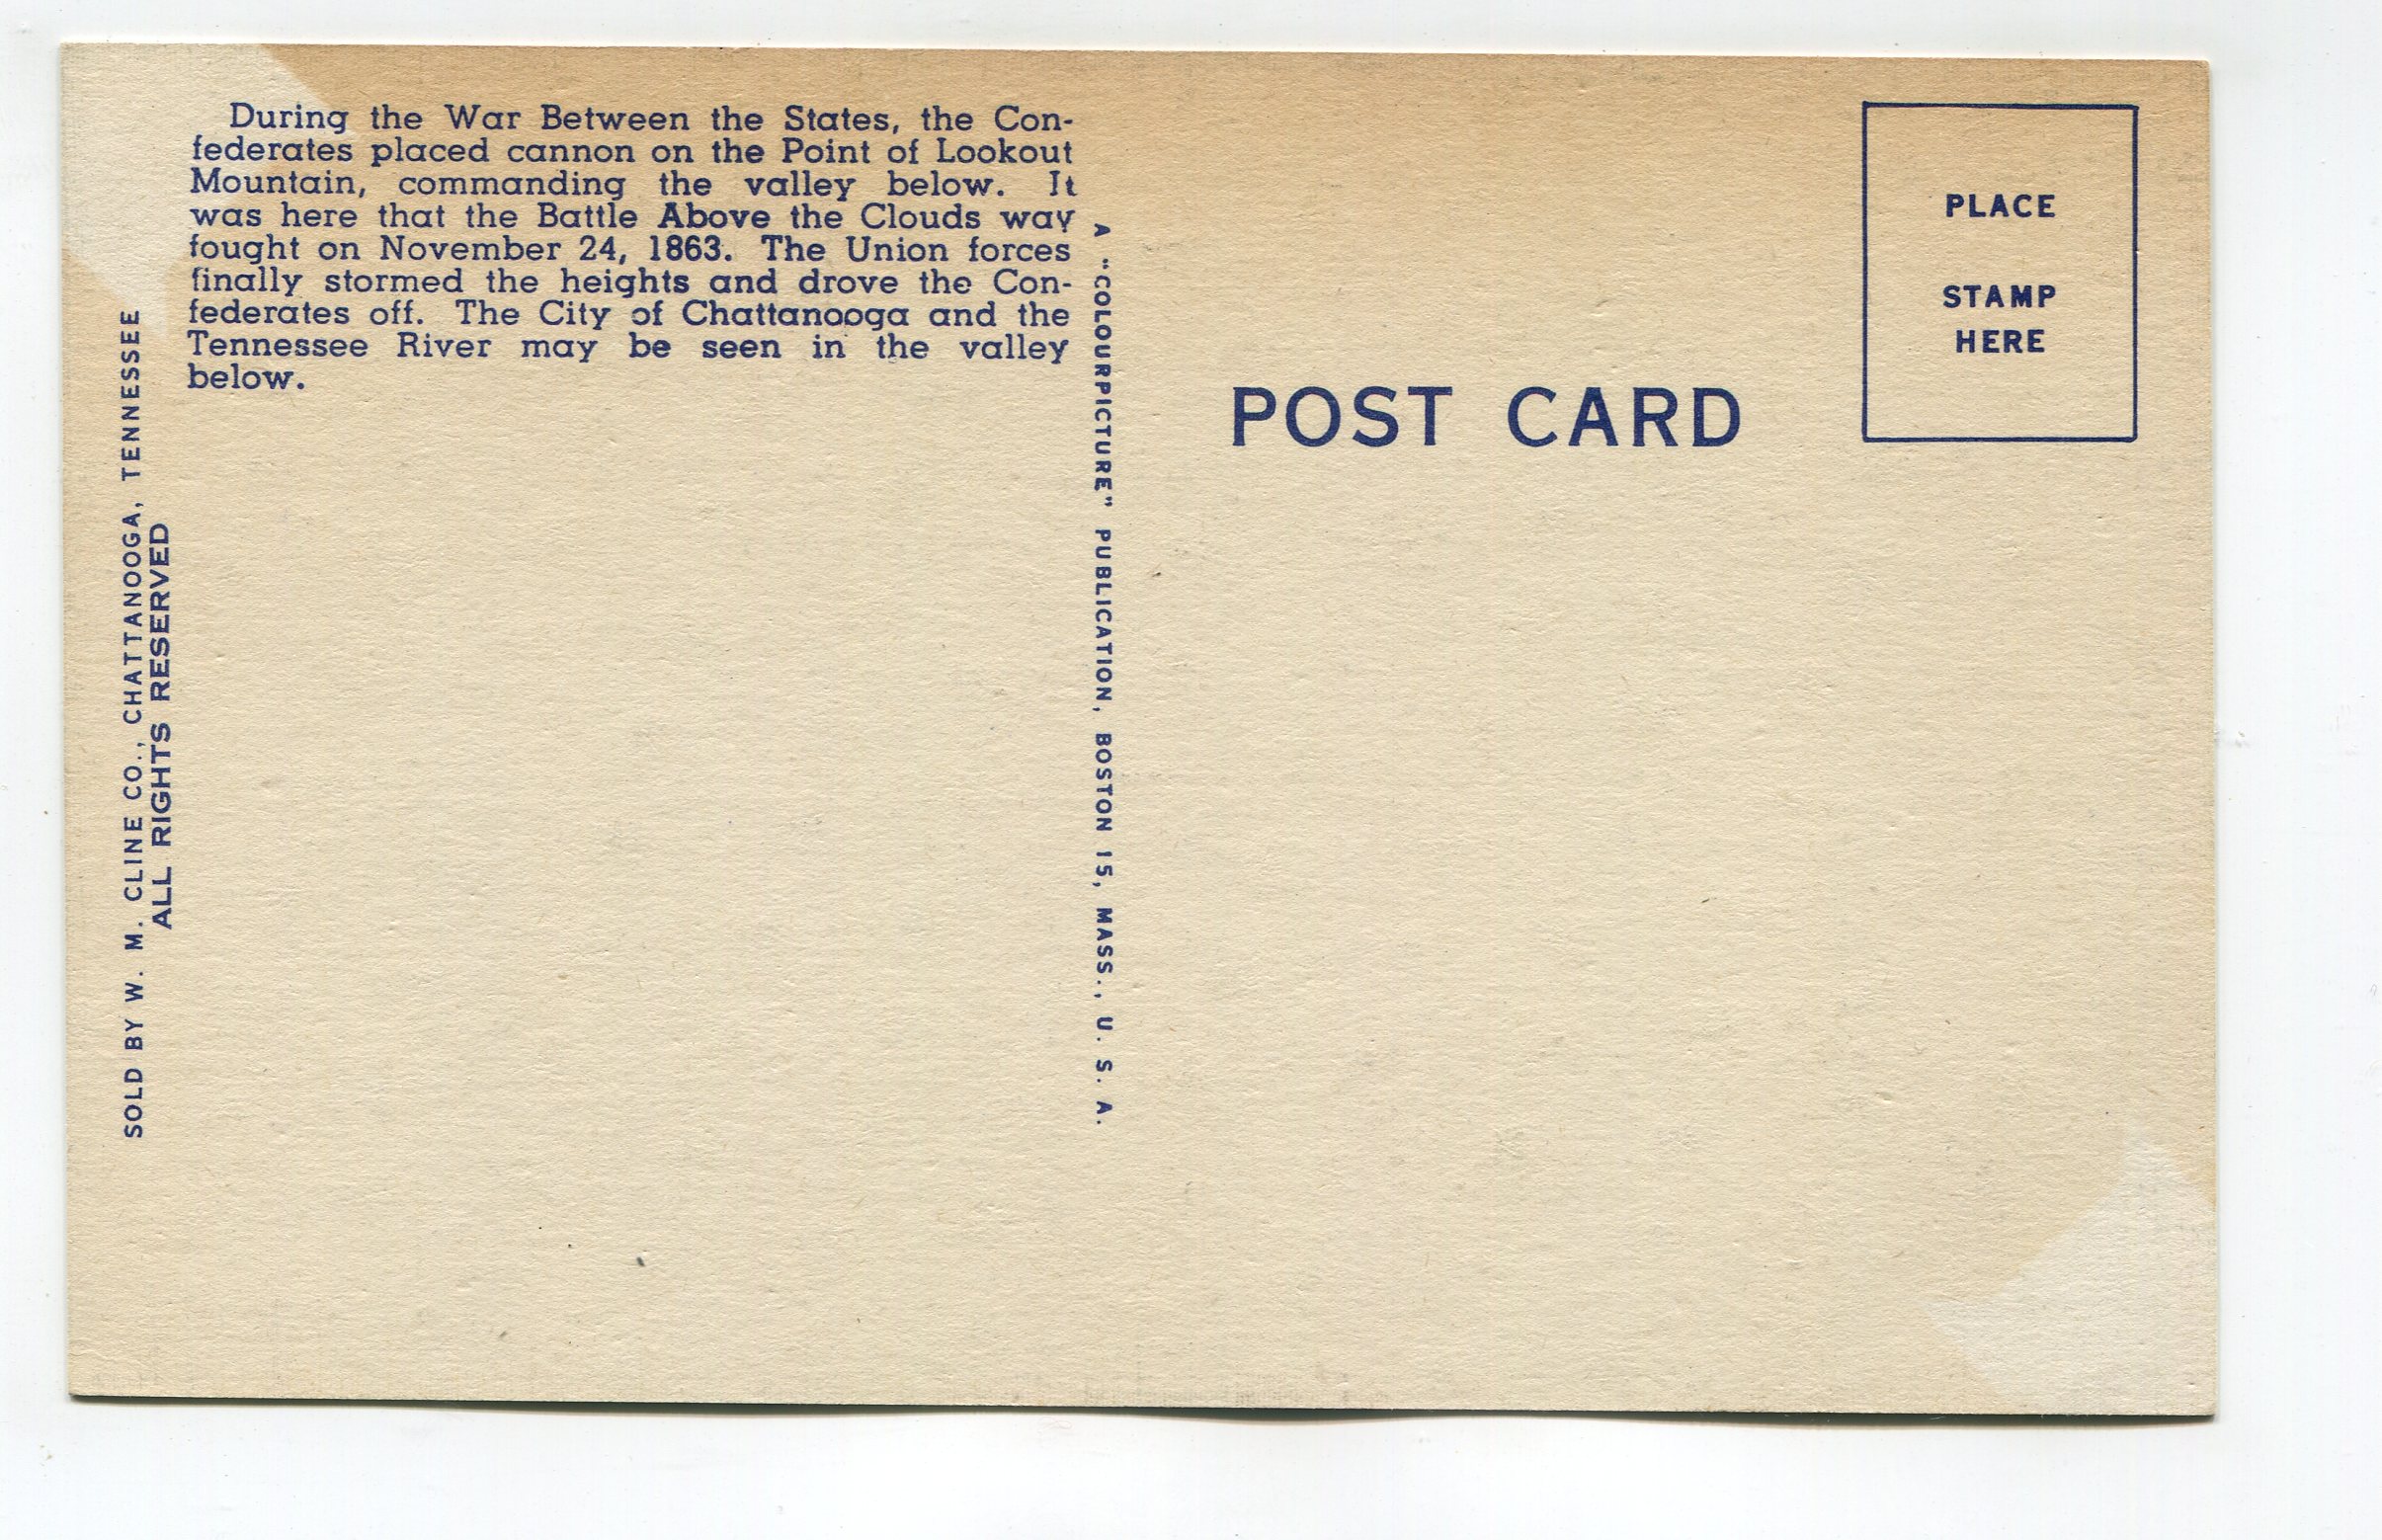 During the War Between the States, the Con-
federates placed cannon on the Point of Lookout
Mountain, commanding the valley below. It
was here that the Battle Above the Clouds way
fought on November 24, 1863. The Union forces
finally stormed the heights and drove the Con-
federates off. The City of Chattanooga and the
Tennessee River may be seen in the valley
below.
SOLD BY W. M. CLINE CO., CHATTANOOGA, TENNESSEE
ALL RIGHTS RESERVED
A "COLOURPICTURE" PUBLICATION, BOSTON 15, MASS., U. S. A.
POST CARD
PLACE
STAMP
HERE